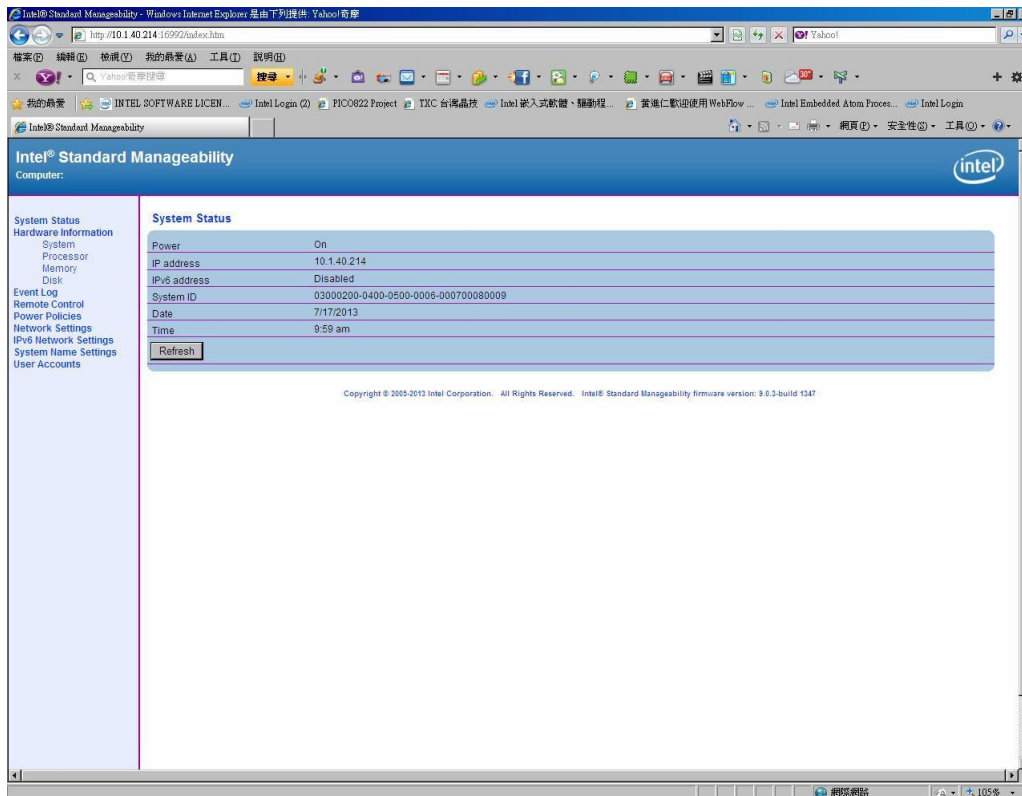 Intel® Standard Manageability - Windows Internet Explorer 是由下列提供: Yahoo!奇摩
http://10.1.40.214:16992/index.htm
Yahoo!
檔案(F) 編輯(E) 檢視(V) 我的最愛(A) 工具(T) 說明(H)
Yahoo!奇摩搜尋 搜尋 30°
我的最愛 INTEL SOFTWARE LICEN... Intel Login (2) PICO822 Project TXC 台灣晶技 Intel 嵌入式軟體、驅動程... 黃進仁歡迎使用 WebFlow ... Intel Embedded Atom Proces... Intel Login
Intel® Standard Manageability 網頁(P) 安全性(S) 工具(O)
Intel® Standard Manageability
Computer:
intel
System Status
Hardware Information
System
Processor
Memory
Disk
Event Log
Remote Control
Power Policies
Network Settings
IPv6 Network Settings
System Name Settings
User Accounts
System Status
Power On
IP address 10.1.40.214
IPv6 address Disabled
System ID 03000200-0400-0500-0006-000700080009
Date 7/17/2013
Time 9:59 am
Refresh
Copyright © 2005-2013 Intel Corporation. All Rights Reserved. Intel® Standard Manageability firmware version: 9.0.3-build 1347
網際網路 105%